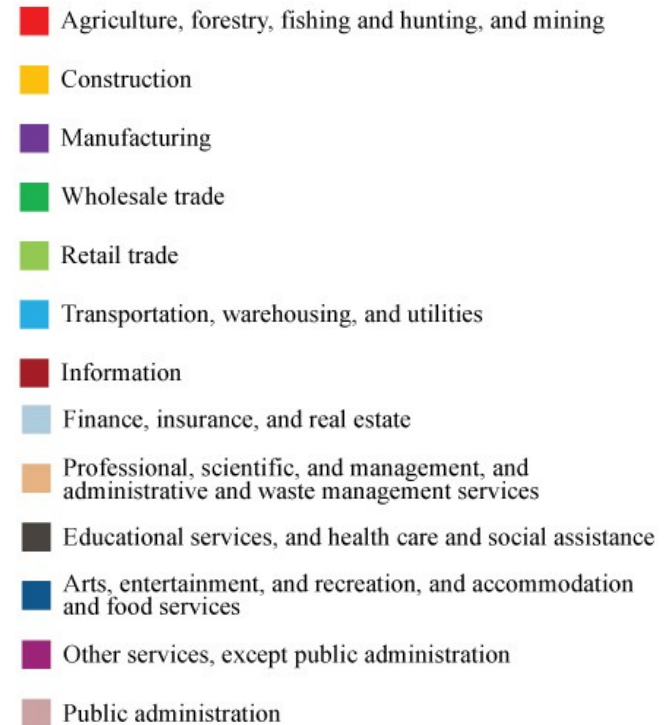 Agriculture, forestry, fishing and hunting, and mining
Construction
Manufacturing
Wholesale trade
Retail trade
Transportation, warehousing, and utilities
Information
Finance, insurance, and real estate
Professional, scientific, and management, and
administrative and waste management services
Educational services, and health care and social assistance
Arts, entertainment, and recreation, and accommodation
and food services
Other services, except public administration
Public administration